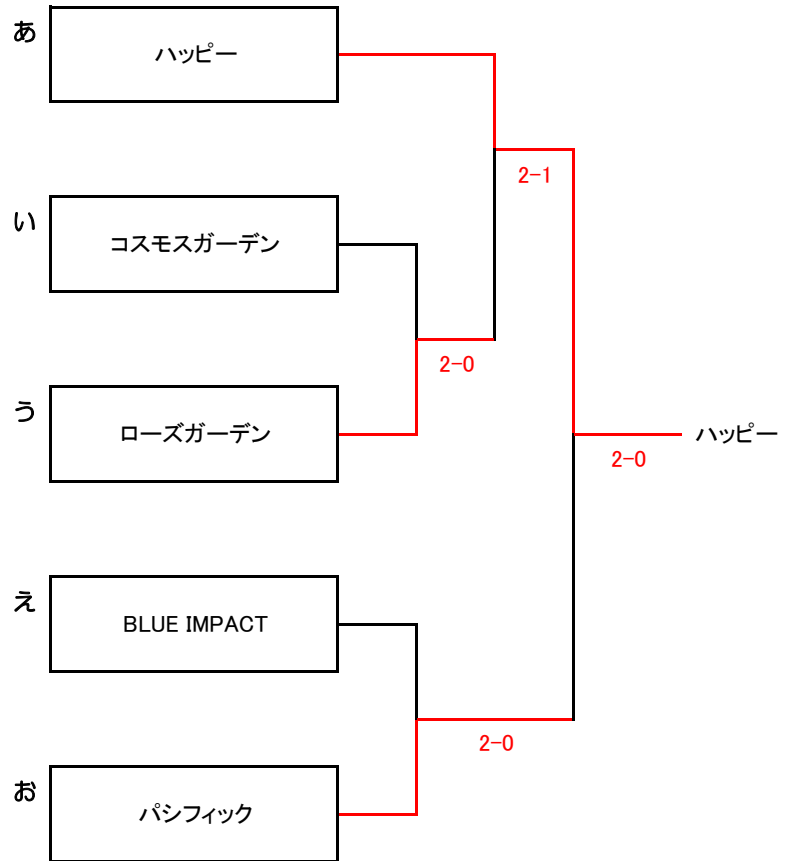 あ
ハッピー
2-1
い
コスモスガーデン
2-0
う
ローズガーデン
ハッピー
2-0
え
BLUE IMPACT
2-0
お
パシフィック